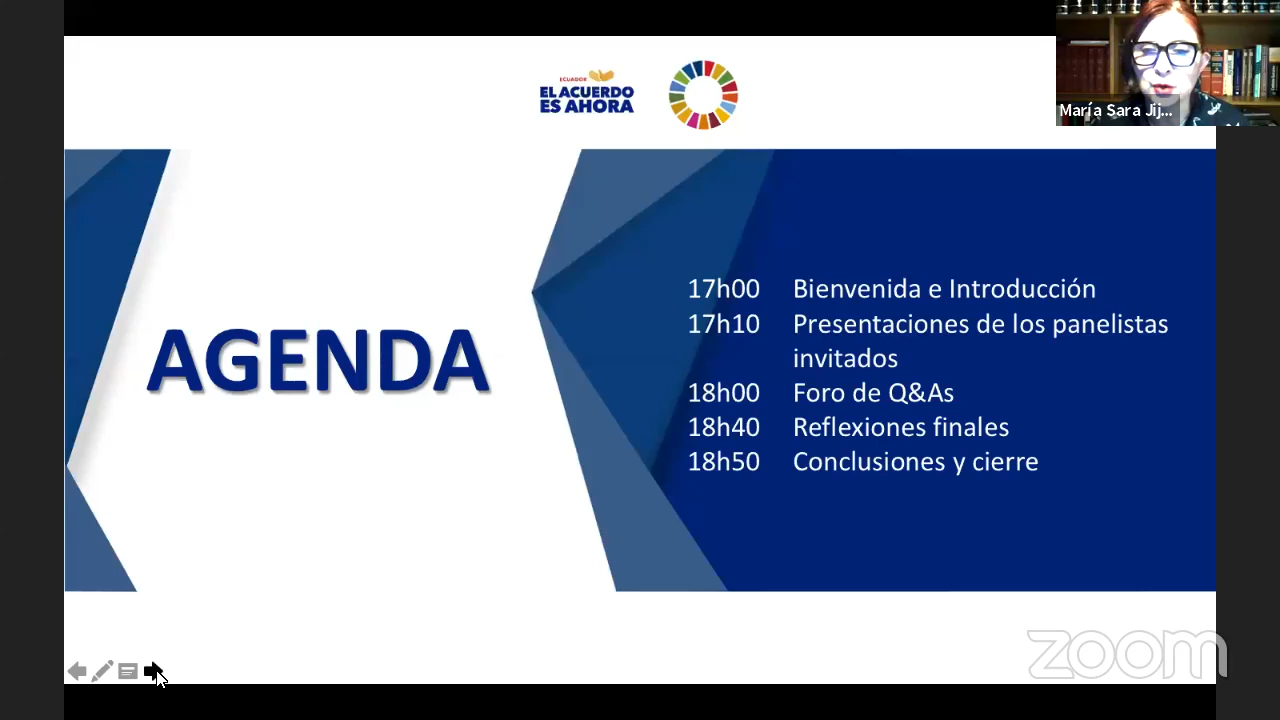 ECUADOR
EL ACUERDO
ES AHORA
María Sara Jij...
AGENDA
17h00 Bienvenida e Introducción
17h10 Presentaciones de los panelistas
invitados
18h00 Foro de Q&As
18h40 Reflexiones finales
18h50 Conclusiones y cierre
zoom